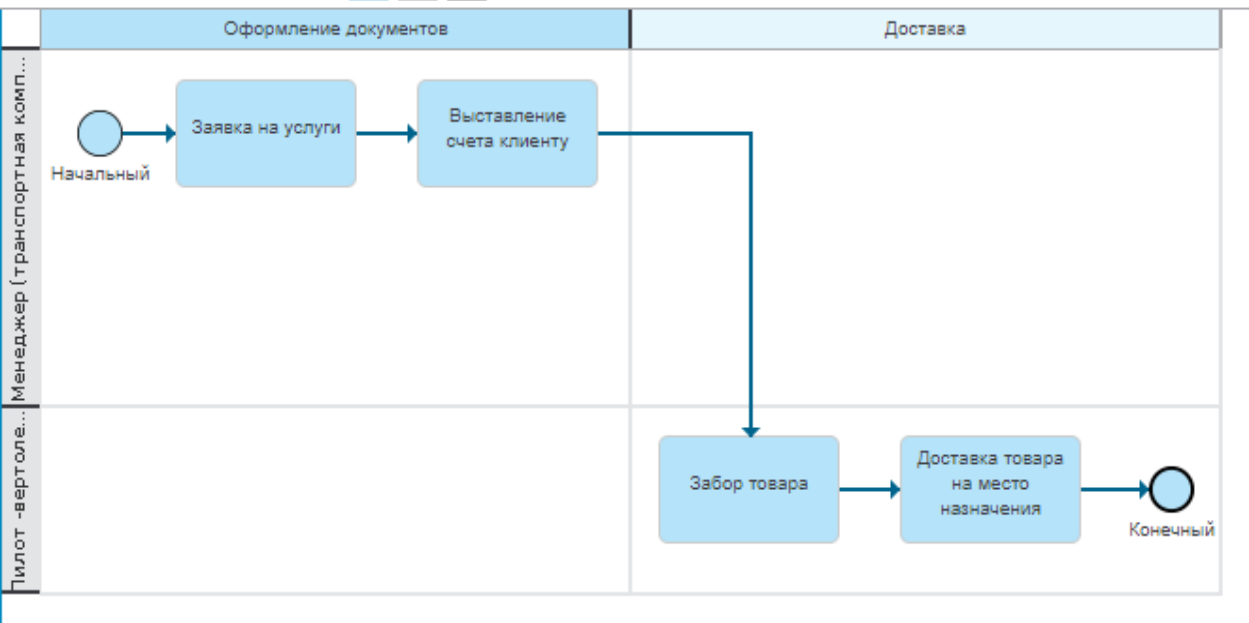 Оформление документов
Доставка
Менеджер (транспортная комп...
Начальный
Заявка на услуги
Выставление
счета клиенту
Пилот -вертоле...
Забор товара
Доставка товара
на место
назначения
Конечный